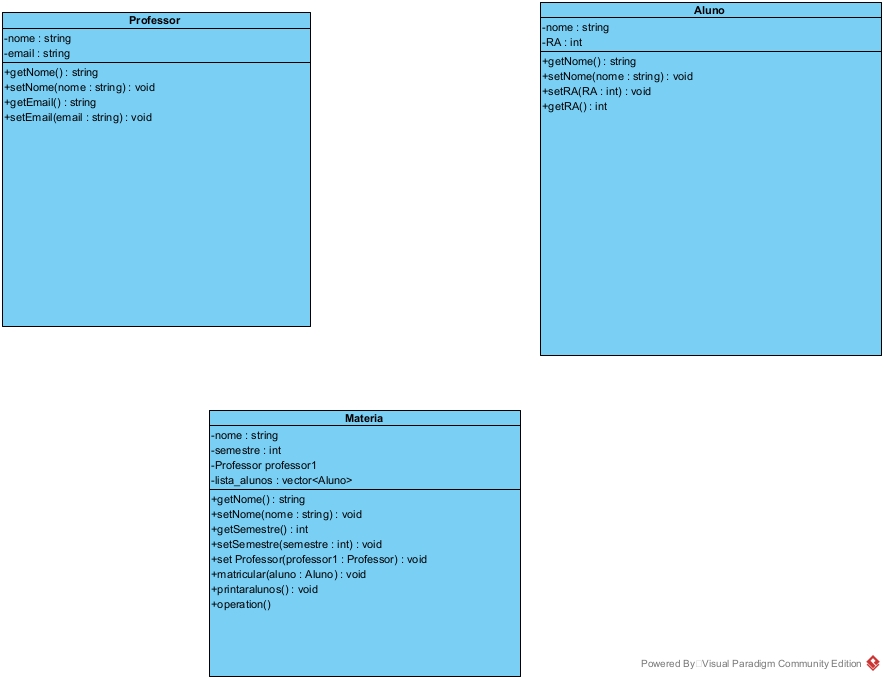 Professor
-nome : string
-email : string
+getNome() : string
+setNome(nome : string) : void
+getEmail() : string
+setEmail(email : string) : void
Aluno
-nome : string
-RA : int
+getNome() : string
+setNome(nome : string) : void
+setRA(RA : int) : void
+getRA() : int
Materia
-nome : string
-semestre : int
-Professor professor1
-lista_alunos : vector<Aluno>
+getNome() : string
+setNome(nome : string) : void
+getSemestre() : int
+setSemestre(semestre : int) : void
+set Professor(professor1 : Professor) : void
+matricular(aluno : Aluno) : void
+printaralunos() : void
+operation()
Powered By Visual Paradigm Community Edition